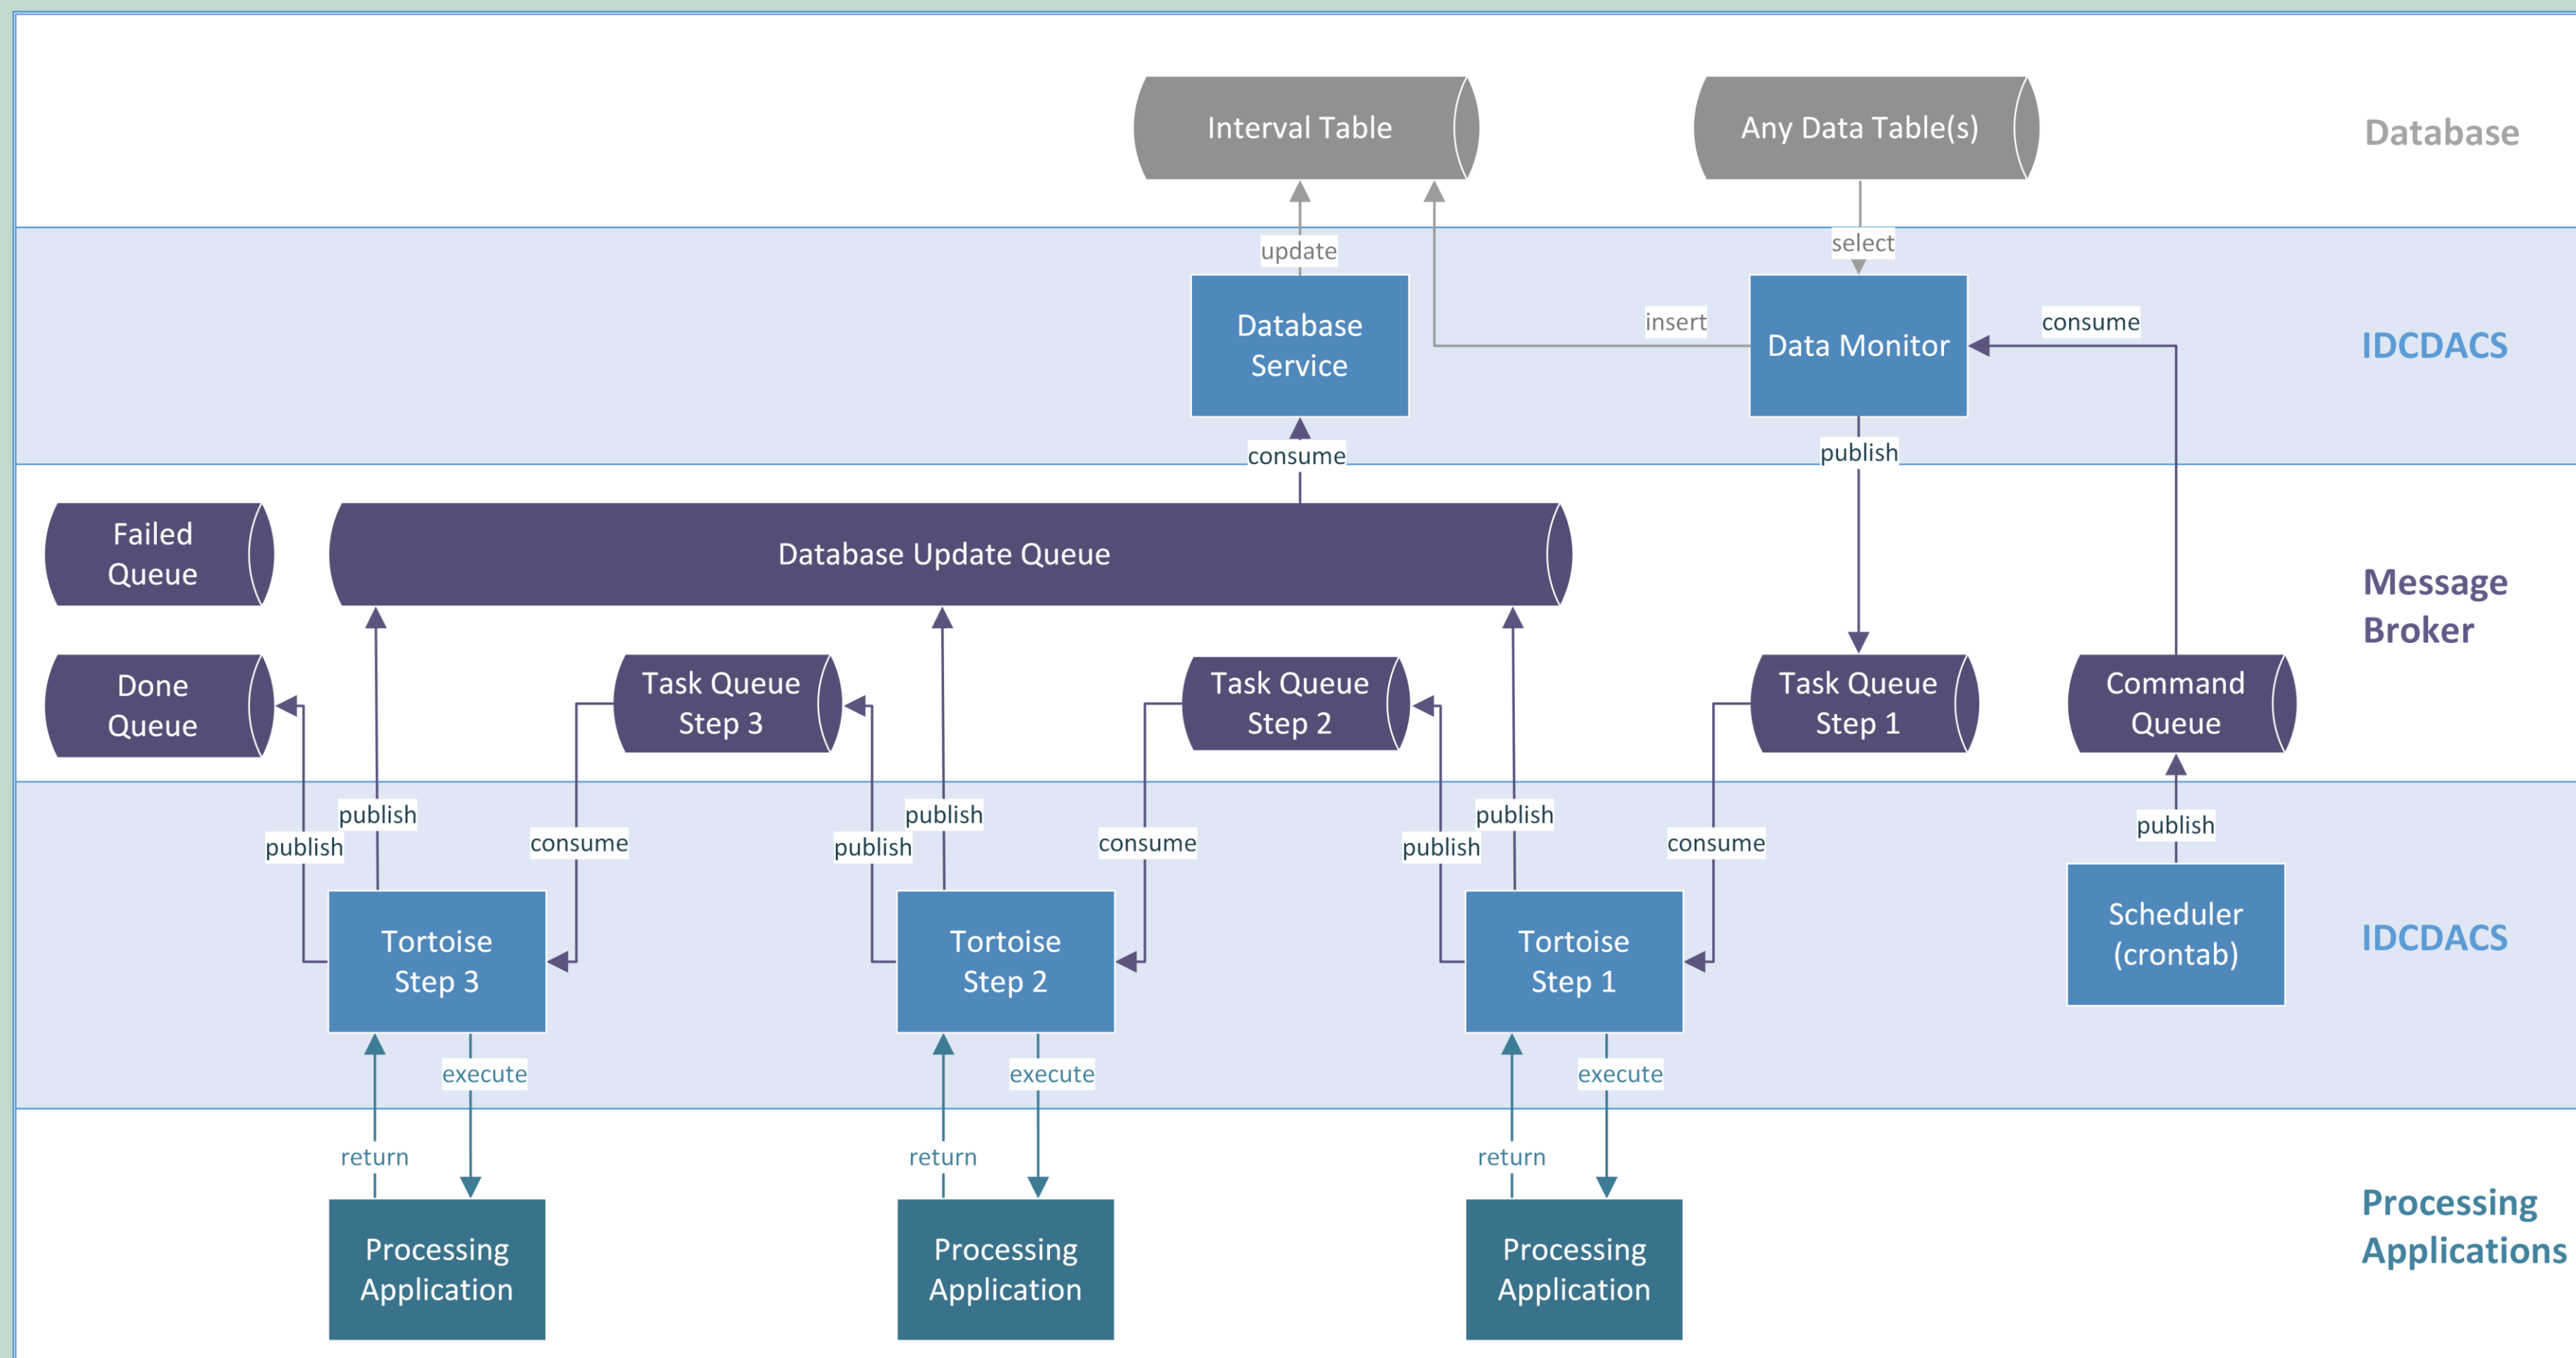 Interval Table
Any Data Table(s)
Database
update
select
Database
Service
insert
Data Monitor
consume
IDCDACS
consume
publish
Failed
Queue
Database Update Queue
Message
Broker
Done
Queue
Task Queue
Step 3
Task Queue
Step 2
Task Queue
Step 1
Command
Queue
publish
publish
consume
publish
publish
consume
publish
publish
consume
publish
Tortoise
Step 3
Tortoise
Step 2
Tortoise
Step 1
Scheduler
(crontab)
IDCDACS
execute
execute
execute
return
return
return
Processing
Application
Processing
Application
Processing
Application
Processing
Applications